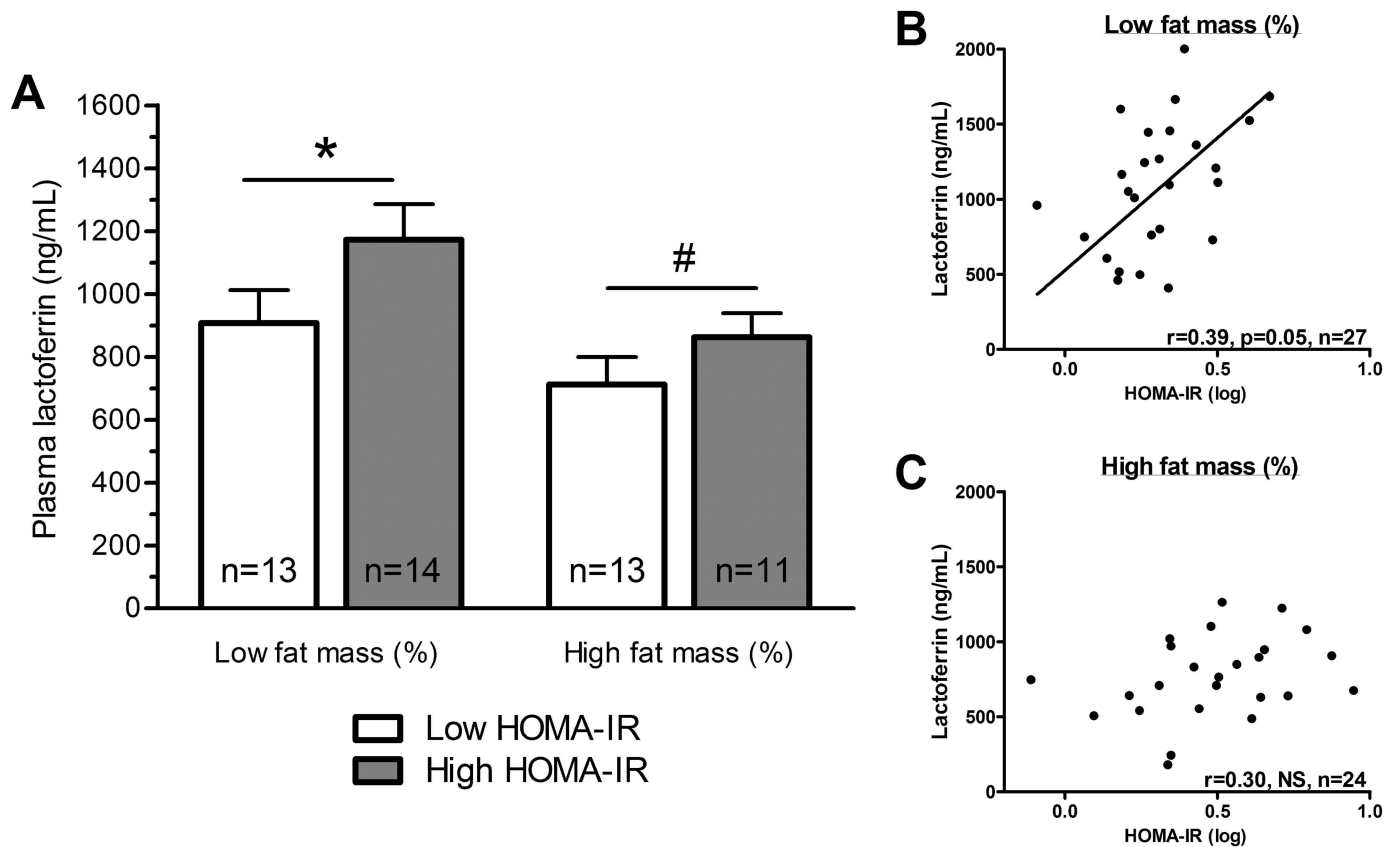 A
Plasma lactoferrin (ng/mL)
1600
1400
1200
1000
800
600
400
200
0
*
#
n=13
n=14
n=13
n=11
Low fat mass (%)
High fat mass (%)
Low HOMA-IR
High HOMA-IR
B
Low fat mass (%)
Lactoferrin (ng/mL)
2000
1500
1000
500
0
r=0.39, p=0.05, n=27
0.0
0.5
1.0
HOMA-IR (log)
C
High fat mass (%)
Lactoferrin (ng/mL)
2000
1500
1000
500
0
r=0.30, NS, n=24
0.0
0.5
1.0
HOMA-IR (log)